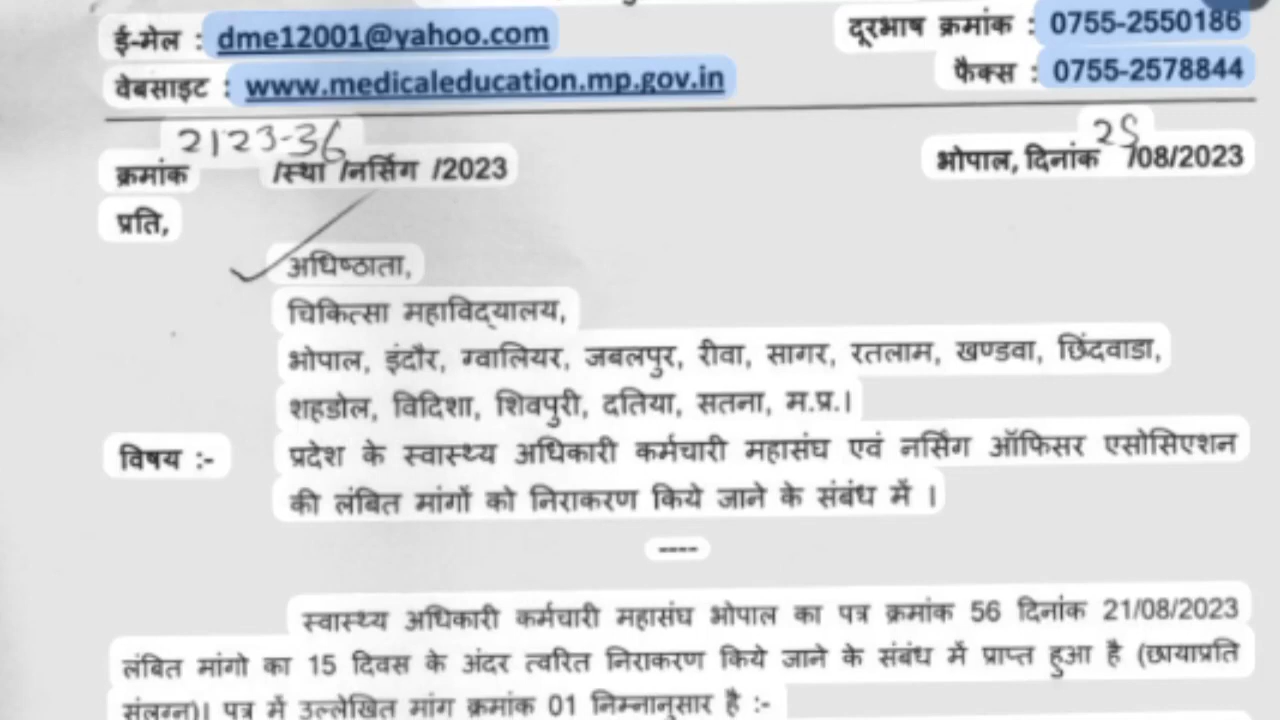 ई-मेल : dme12001@yahoo.com
दूरभाष क्रमांक : 0755-2550186
वेबसाइट : www.medicaleducation.mp.gov.in
फैक्स : 0755-2578844
क्रमांक 2123-36 /स्था /नर्सिंग /2023
भोपाल, दिनांक 25/08/2023
प्रति,
अधिष्ठाता,
चिकित्सा महाविद्यालय,
भोपाल, इंदौर, ग्वालियर, जबलपुर, रीवा, सागर, रतलाम, खण्डवा, छिंदवाडा,
शहडोल, विदिशा, शिवपुरी, दतिया, सतना, म.प्र.।
विषय :- प्रदेश के स्वास्थ्य अधिकारी कर्मचारी महासंघ एवं नर्सिंग ऑफिसर एसोसिएशन
की लंबित मांगों को निराकरण किये जाने के संबंध में ।
----
स्वास्थ्य अधिकारी कर्मचारी महासंघ भोपाल का पत्र क्रमांक 56 दिनांक 21/08/2023
लंबित मांगो का 15 दिवस के अंदर त्वरित निराकरण किये जाने के संबंध में प्राप्त हुआ है (छायाप्रति
संलग्न)। पत्र में उल्लेखित मांग क्रमांक 01 निम्नानुसार है :-